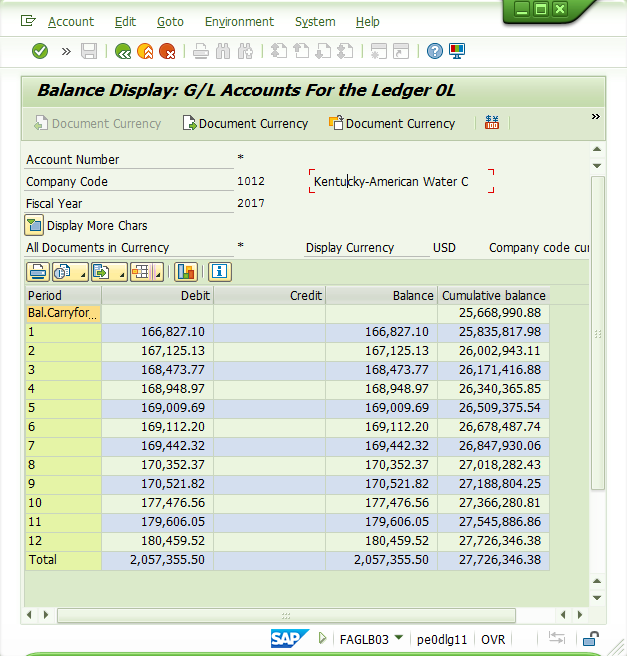 Account Edit Goto Environment System Help
Balance Display: G/L Accounts For the Ledger 0L
Document Currency Document Currency Document Currency
Account Number *
Company Code 1012 Kentucky-American Water C
Fiscal Year 2017
Display More Chars
All Documents in Currency * Display Currency USD Company code cur
Period Debit Credit Balance Cumulative balance
Bal.Carryfor... 25,668,990.88
1 166,827.10 166,827.10 25,835,817.98
2 167,125.13 167,125.13 26,002,943.11
3 168,473.77 168,473.77 26,171,416.88
4 168,948.97 168,948.97 26,340,365.85
5 169,009.69 169,009.69 26,509,375.54
6 169,112.20 169,112.20 26,678,487.74
7 169,442.32 169,442.32 26,847,930.06
8 170,352.37 170,352.37 27,018,282.43
9 170,521.82 170,521.82 27,188,804.25
10 177,476.56 177,476.56 27,366,280.81
11 179,606.05 179,606.05 27,545,886.86
12 180,459.52 180,459.52 27,726,346.38
Total 2,057,355.50 2,057,355.50 27,726,346.38
SAP FAGLB03 pe0dlg11 OVR